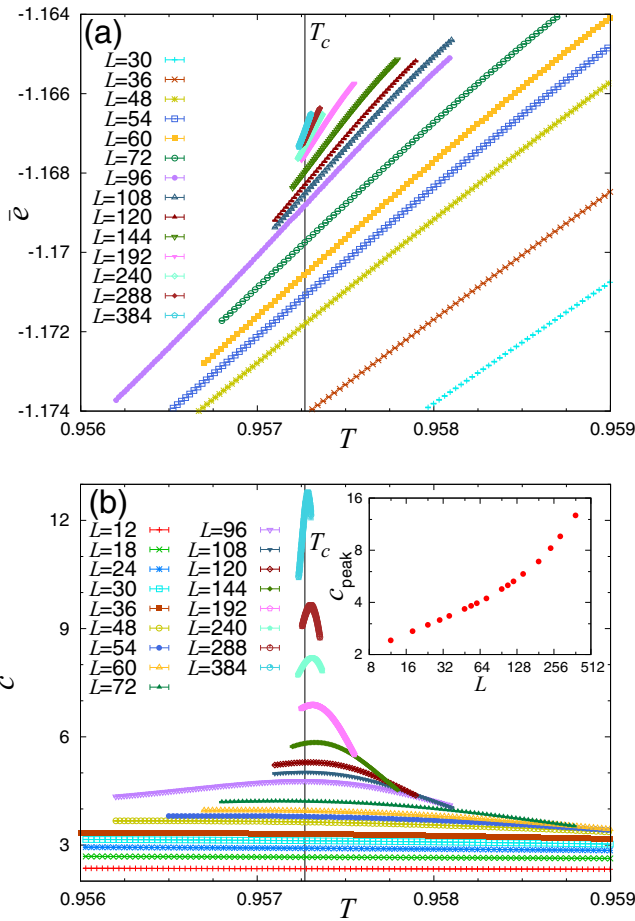 (a)
T_c
L=30
L=36
L=48
L=54
L=60
L=72
L=96
L=108
L=120
L=144
L=192
L=240
L=288
L=384
-1.164
-1.166
-1.168
-1.17
-1.172
-1.174
ē
0.956
0.957
0.958
0.959
T
(b)
T_c
L=12
L=18
L=24
L=30
L=36
L=48
L=54
L=60
L=72
L=96
L=108
L=120
L=144
L=192
L=240
L=288
L=384
12
9
6
3
c
0.956
0.957
0.958
0.959
T
16
8
4
2
c_peak
8
16
32
64
128
256
512
L